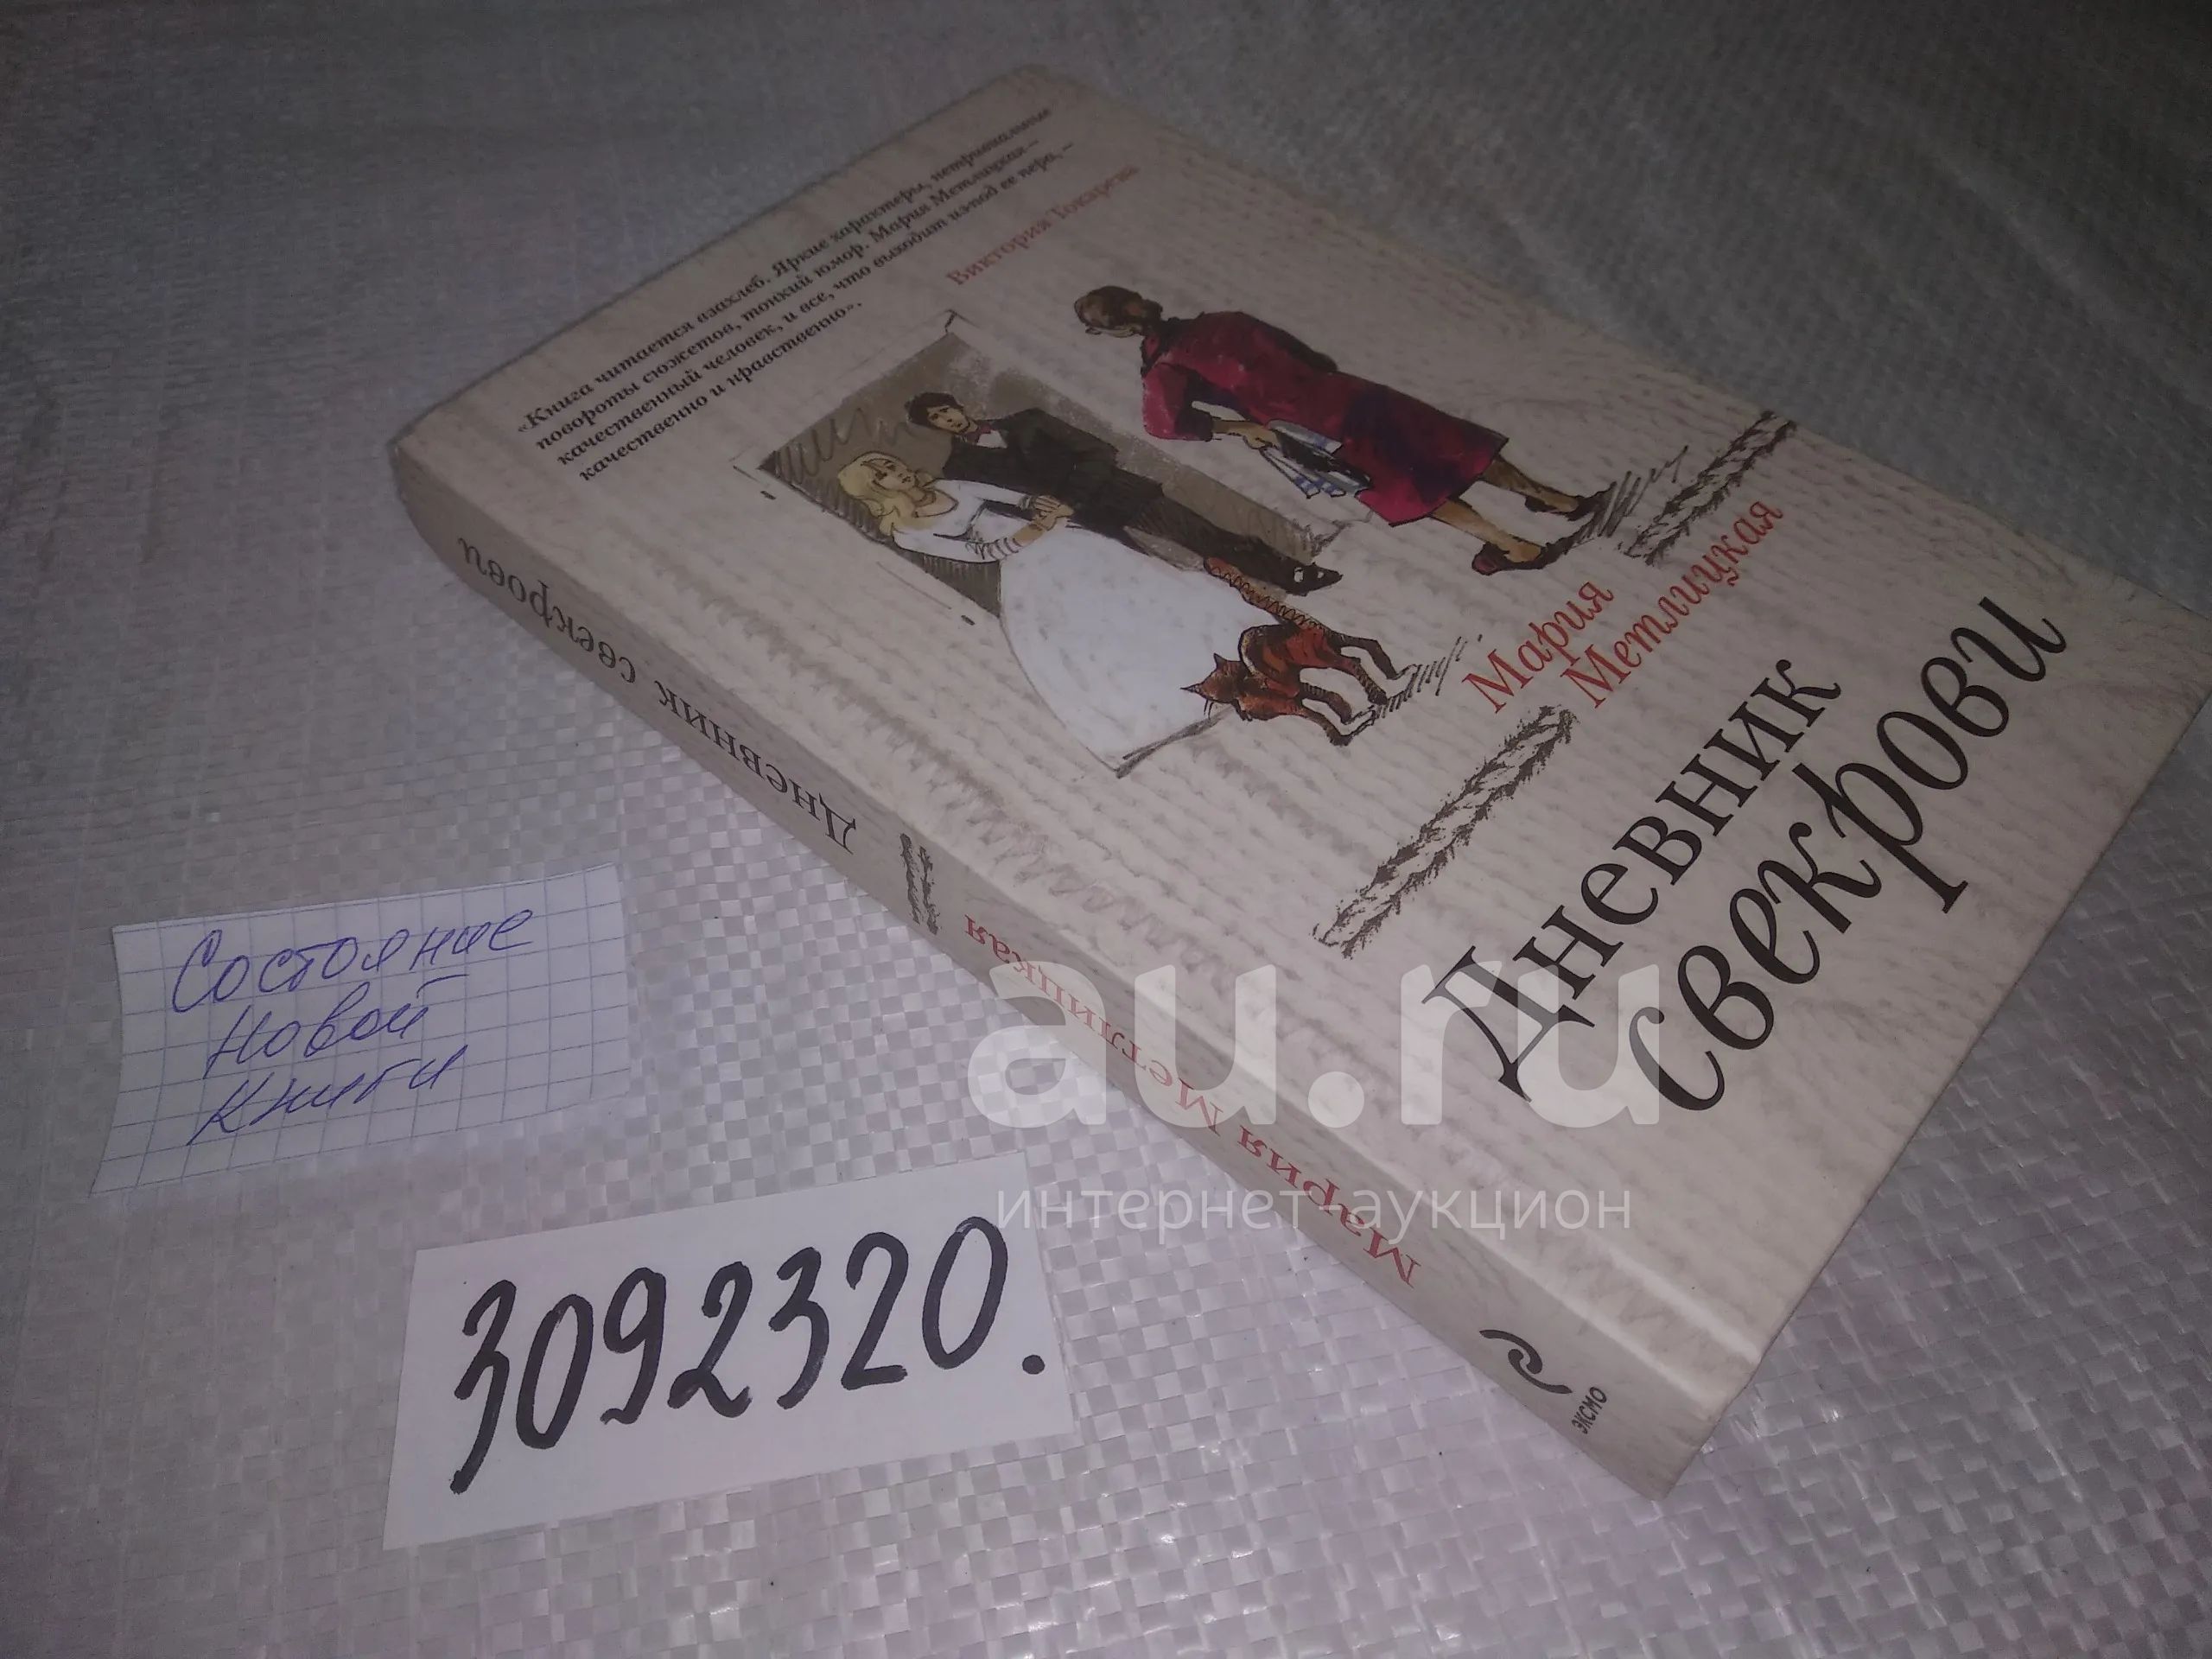 «Книга читается взахлеб. Яркие характеры, нетривиальные
повороты сюжетов, тонкий юмор. Мария Метлицкая –
качественный человек, и все, что выходит из-под ее пера, –
качественно и нравственно».
Виктория Токарева
Мария
Метлицкая
Дневник
свекрови
Дневник свекрови
Мария Метлицкая
ЭКСМО
Состояние
новой
книги
3092320.
au.ru
интернет-аукцион